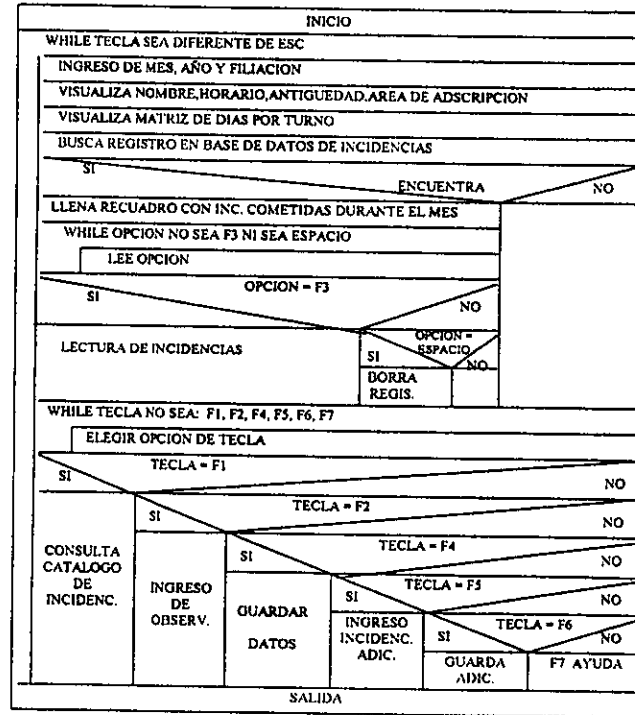 INICIO
WHILE TECLA SEA DIFERENTE DE ESC
INGRESO DE MES, AÑO Y FILIACION
VISUALIZA NOMBRE,HORARIO,ANTIGUEDAD.AREA DE ADSCRIPCION
VISUALIZA MATRIZ DE DIAS POR TURNO
BUSCA REGISTRO EN BASE DE DATOS DE INCIDENCIAS
SI
ENCUENTRA
NO
LLENA RECUADRO CON INC. COMETIDAS DURANTE EL MES
WHILE OPCION NO SEA F3 NI SEA ESPACIO
LEE OPCION
SI
OPCION = F3
NO
LECTURA DE INCIDENCIAS
SI
OPCION =
ESPACIO
NO
BORRA
REGIS.
WHILE TECLA NO SEA: F1, F2, F4, F5, F6, F7
ELEGIR OPCION DE TECLA
SI
TECLA = F1
NO
SI
TECLA = F2
NO
CONSULTA
CATALOGO
DE
INCIDENC.
SI
TECLA = F4
NO
INGRESO
DE
OBSERV.
SI
TECLA = F5
NO
GUARDAR
DATOS
SI
TECLA = F6
NO
INGRESO
INCIDENC.
ADIC.
GUARDA
ADIC.
F7 AYUDA
SALIDA